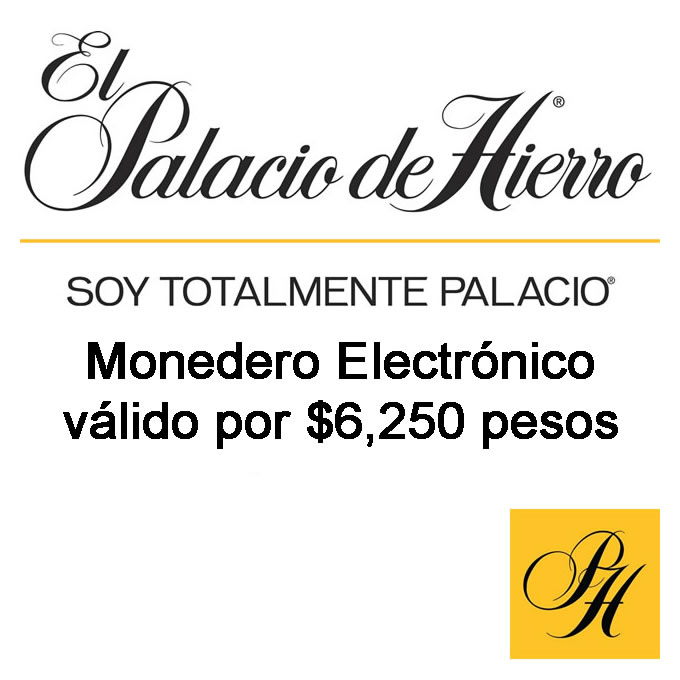 El
Palacio de Hierro®
SOY TOTALMENTE PALACIO®
Monedero Electrónico
válido por $6,250 pesos
PH